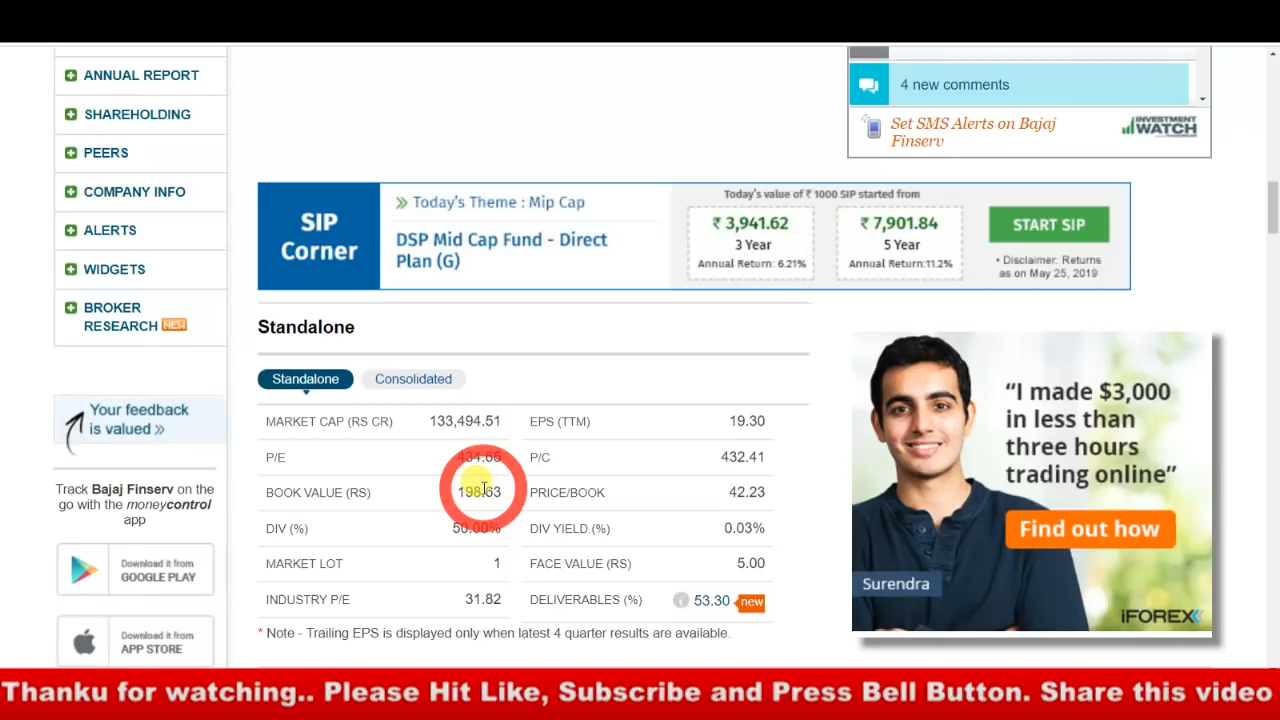 ANNUAL REPORT
SHAREHOLDING
PEERS
COMPANY INFO
ALERTS
WIDGETS
BROKER
RESEARCH NEW
Your feedback
is valued »
Track Bajaj Finserv on the
go with the moneycontrol
app
Download it from
GOOGLE PLAY
Download it from
APP STORE
4 new comments
Set SMS Alerts on Bajaj
Finserv
INVESTMENT
WATCH
SIP
Corner
» Today's Theme : Mip Cap
DSP Mid Cap Fund - Direct
Plan (G)
Today's value of ₹ 1000 SIP started from
₹ 3,941.62
3 Year
Annual Return: 6.21%
₹ 7,901.84
5 Year
Annual Return:11.2%
START SIP
• Disclaimer: Returns
as on May 25, 2019
Standalone
Standalone Consolidated
MARKET CAP (RS CR) 133,494.51 EPS (TTM) 19.30
P/E 434.65 P/C 432.41
BOOK VALUE (RS) 198.63 PRICE/BOOK 42.23
DIV (%) 50.00% DIV YIELD.(%) 0.03%
MARKET LOT 1 FACE VALUE (RS) 5.00
INDUSTRY P/E 31.82 DELIVERABLES (%) 53.30 new
* Note - Trailing EPS is displayed only when latest 4 quarter results are available.
“I made $3,000
in less than
three hours
trading online”
Find out how
Surendra
iFOREX
Thanku for watching.. Please Hit Like, Subscribe and Press Bell Button. Share this video